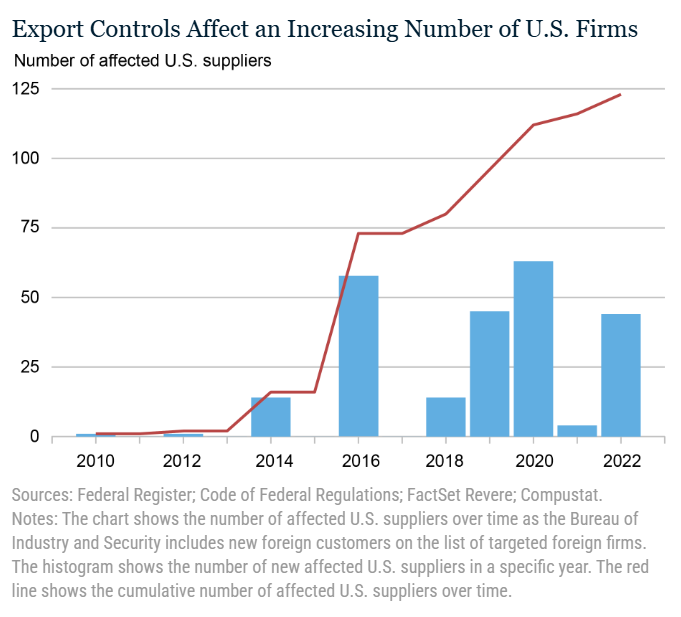 Export Controls Affect an Increasing Number of U.S. Firms
Number of affected U.S. suppliers
125
100
75
50
25
0
2010 2012 2014 2016 2018 2020 2022
Sources: Federal Register; Code of Federal Regulations; FactSet Revere; Compustat.
Notes: The chart shows the number of affected U.S. suppliers over time as the Bureau of
Industry and Security includes new foreign customers on the list of targeted foreign firms.
The histogram shows the number of new affected U.S. suppliers in a specific year. The red
line shows the cumulative number of affected U.S. suppliers over time.